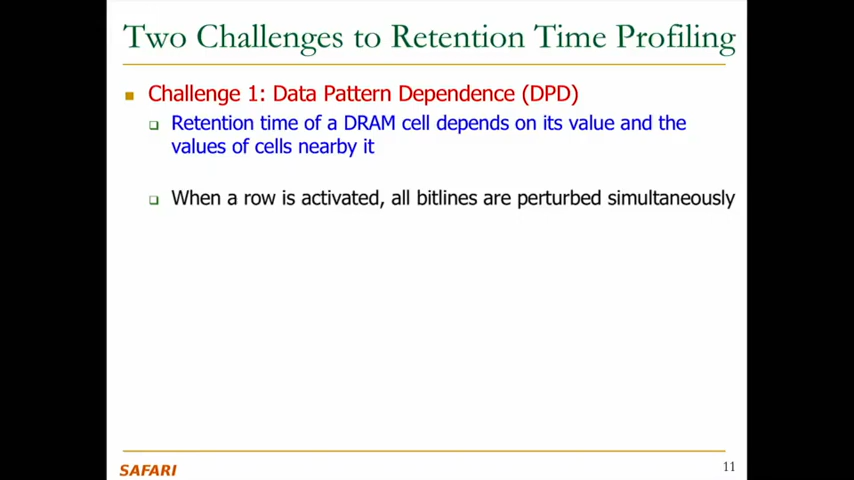 Two Challenges to Retention Time Profiling
Challenge 1: Data Pattern Dependence (DPD)
Retention time of a DRAM cell depends on its value and the
values of cells nearby it
When a row is activated, all bitlines are perturbed simultaneously
SAFARI
11